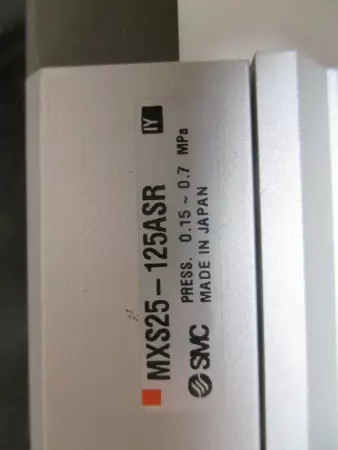 MXS25-125ASR IY
PRESS. 0.15~0.7 MPa
SMC MADE IN JAPAN